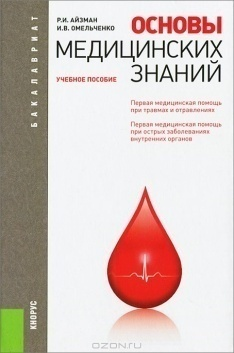 Р.И. АЙЗМАН
И.В. ОМЕЛЬЧЕНКО
ОСНОВЫ
МЕДИЦИНСКИХ
ЗНАНИЙ
УЧЕБНОЕ ПОСОБИЕ
Первая медицинская помощь
при травмах и отравлениях
Первая медицинская помощь
при острых заболеваниях
внутренних органов
БАКАЛАВРИАТ
КНОРУС
OZON.RU